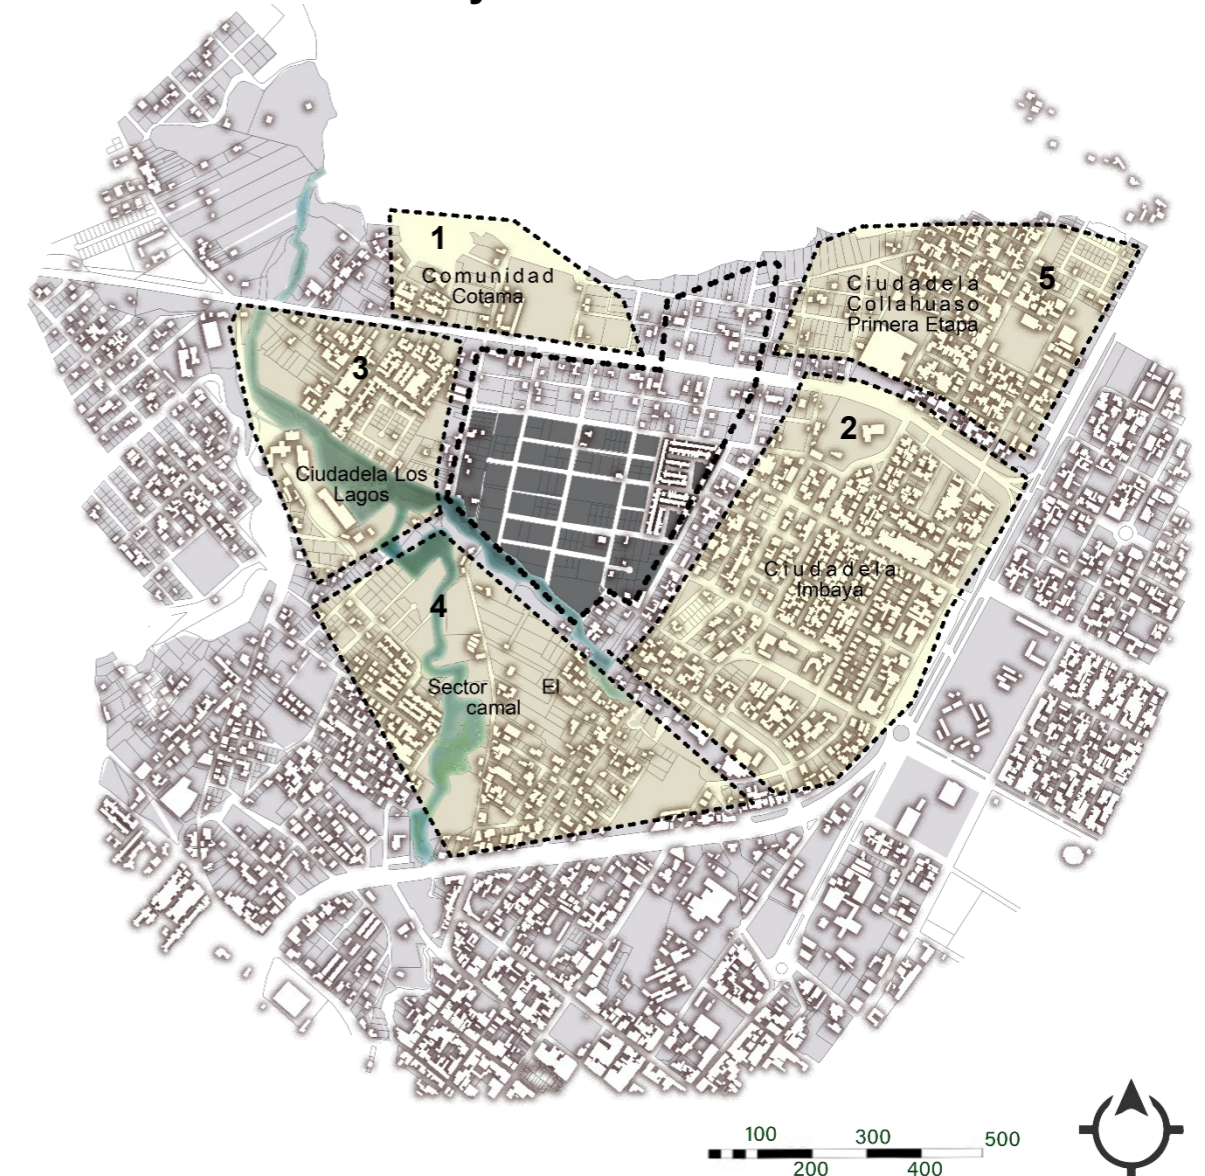 1
Comunidad
Cotama
5
Ciudadela
Collahuaso
Primera Etapa
3
2
Ciudadela Los
Lagos
Ciudadela
Imbaya
4
Sector El
camal
100 300 500
200 400